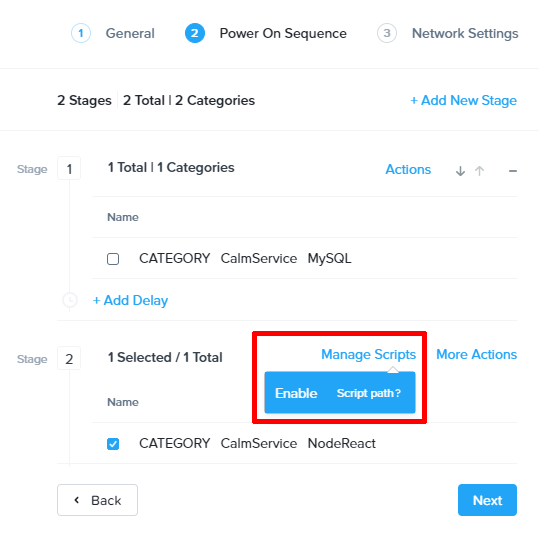 1 General 2 Power On Sequence 3 Network Settings
2 Stages 2 Total | 2 Categories + Add New Stage
Stage 1 1 Total | 1 Categories Actions
Name
CATEGORY CalmService MySQL
+ Add Delay
Stage 2 1 Selected / 1 Total Manage Scripts More Actions
Enable Script path?
Name
CATEGORY CalmService NodeReact
Back Next